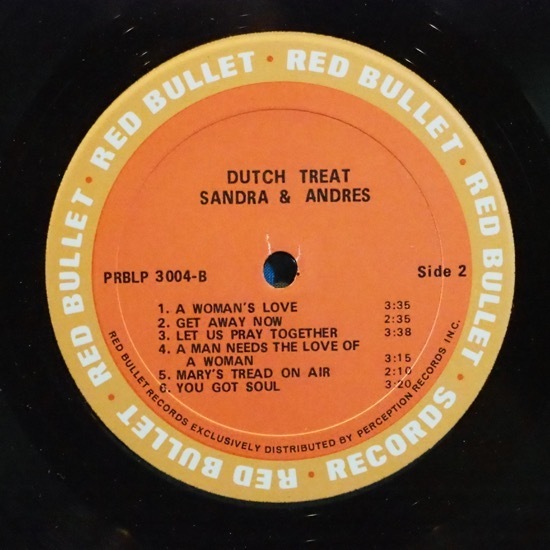 RED BULLET • RED BULLET • RED BULLET • RECORDS • RED BULLET • RED BULLET •
DUTCH TREAT
SANDRA & ANDRES
PRBLP 3004-B
Side 2
1. A WOMAN'S LOVE 3:35
2. GET AWAY NOW 2:35
3. LET US PRAY TOGETHER 3:38
4. A MAN NEEDS THE LOVE OF
A WOMAN 3:15
5. MARY'S TREAD ON AIR 2:10
6. YOU GOT SOUL 3:20
RED BULLET RECORDS EXCLUSIVELY DISTRIBUTED BY PERCEPTION RECORDS INC.